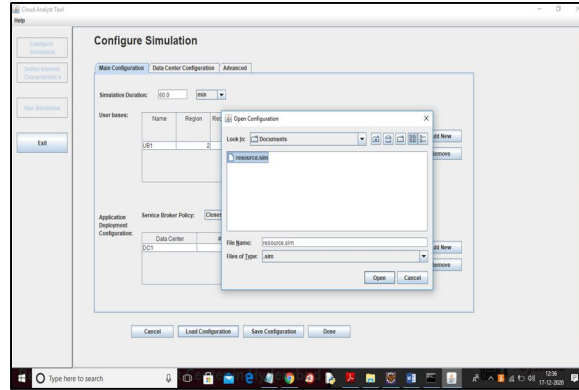 Cloud Analyst Tool
Help
Configure Simulation
Define Internet Characteristics
Run Simulation
Exit
Configure Simulation
Main Configuration Data Center Configuration Advanced
Simulation Duration: 60.0 min
User bases:
Name Region
UB1 2
Add New
Remove
Application Deployment Configuration:
Service Broker Policy:
Data Center
DC1
Add New
Remove
Open Configuration
Look In: Documents
resource.sim
File Name: resource.sim
Files of Type: .sim
Open Cancel
Cancel Load Configuration Save Configuration Done
Type here to search
12:36
17-12-2020